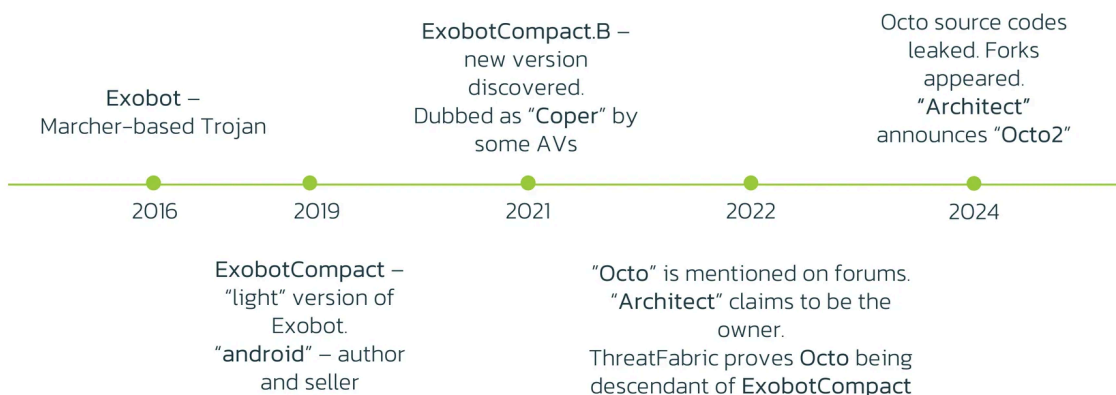 Exobot –
Marcher-based Trojan
ExobotCompact.B –
new version
discovered.
Dubbed as “Coper” by
some AVs
Octo source codes
leaked. Forks
appeared.
“Architect”
announces “Octo2”
2016
2019
2021
2022
2024
ExobotCompact –
“light” version of
Exobot.
“android” – author
and seller
“Octo” is mentioned on forums.
“Architect” claims to be the
owner.
ThreatFabric proves Octo being
descendant of ExobotCompact